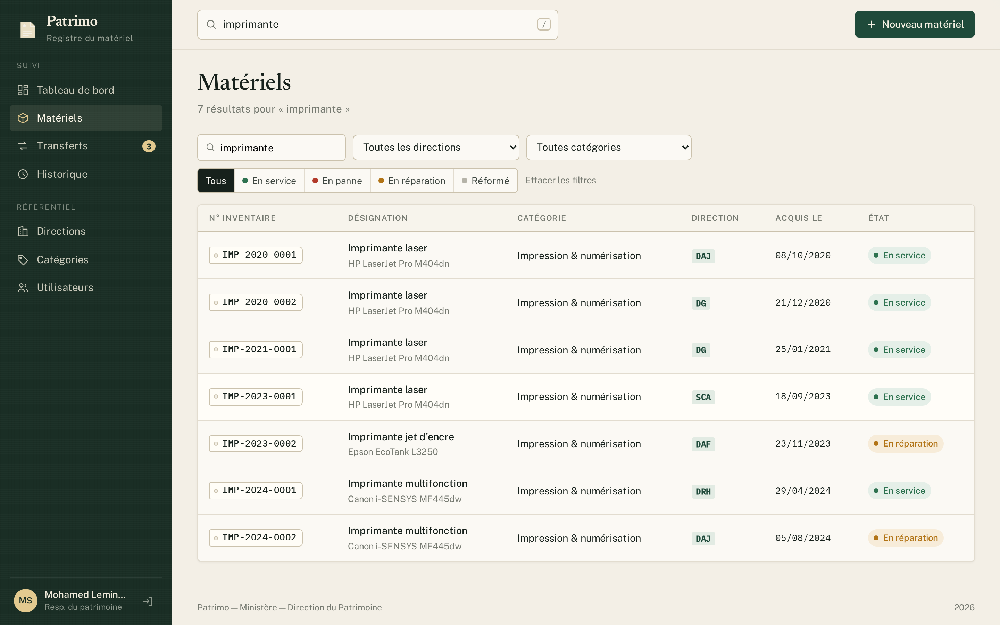 Patrimo
Registre du matériel
SUIVI
Tableau de bord
Matériels
Transferts 3
Historique
RÉFÉRENTIEL
Directions
Catégories
Utilisateurs
MS
Mohamed Lemin...
Resp. du patrimoine
imprimante /
+ Nouveau matériel
Matériels
7 résultats pour « imprimante »
imprimante Toutes les directions Toutes catégories
Tous En service En panne En réparation Réformé Effacer les filtres
N° INVENTAIRE DÉSIGNATION CATÉGORIE DIRECTION ACQUIS LE ÉTAT
IMP-2020-0001 Imprimante laser Impression & numérisation DAJ 08/10/2020 En service
HP LaserJet Pro M404dn
IMP-2020-0002 Imprimante laser Impression & numérisation DG 21/12/2020 En service
HP LaserJet Pro M404dn
IMP-2021-0001 Imprimante laser Impression & numérisation DG 25/01/2021 En service
HP LaserJet Pro M404dn
IMP-2023-0001 Imprimante laser Impression & numérisation SCA 18/09/2023 En service
HP LaserJet Pro M404dn
IMP-2023-0002 Imprimante jet d'encre Impression & numérisation DAF 23/11/2023 En réparation
Epson EcoTank L3250
IMP-2024-0001 Imprimante multifonction Impression & numérisation DRH 29/04/2024 En service
Canon i-SENSYS MF445dw
IMP-2024-0002 Imprimante multifonction Impression & numérisation DAJ 05/08/2024 En réparation
Canon i-SENSYS MF445dw
Patrimo — Ministère — Direction du Patrimoine 2026